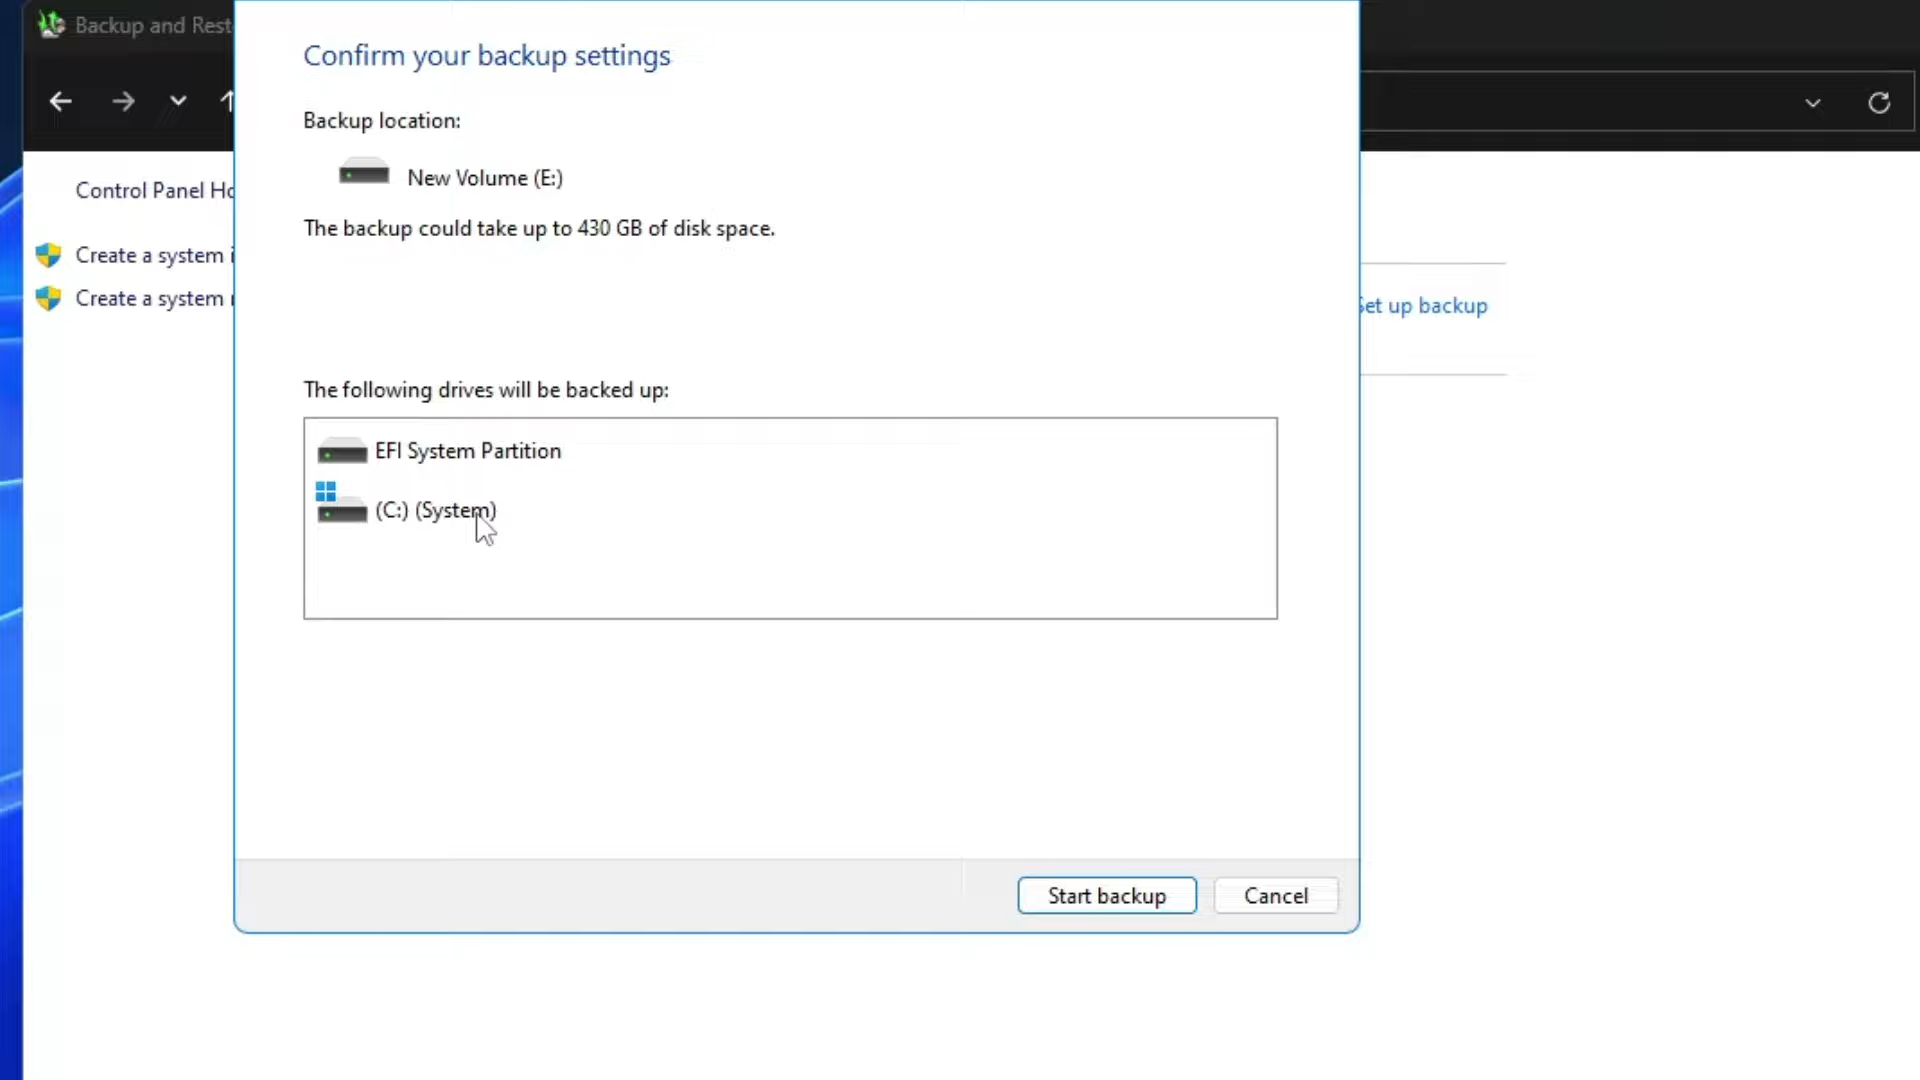 Backup and Rest
Confirm your backup settings
Backup location:
New Volume (E:)
The backup could take up to 430 GB of disk space.
Control Panel Ho
Create a system i
Create a system r
Set up backup
The following drives will be backed up:
EFI System Partition
(C:) (System)
Start backup
Cancel